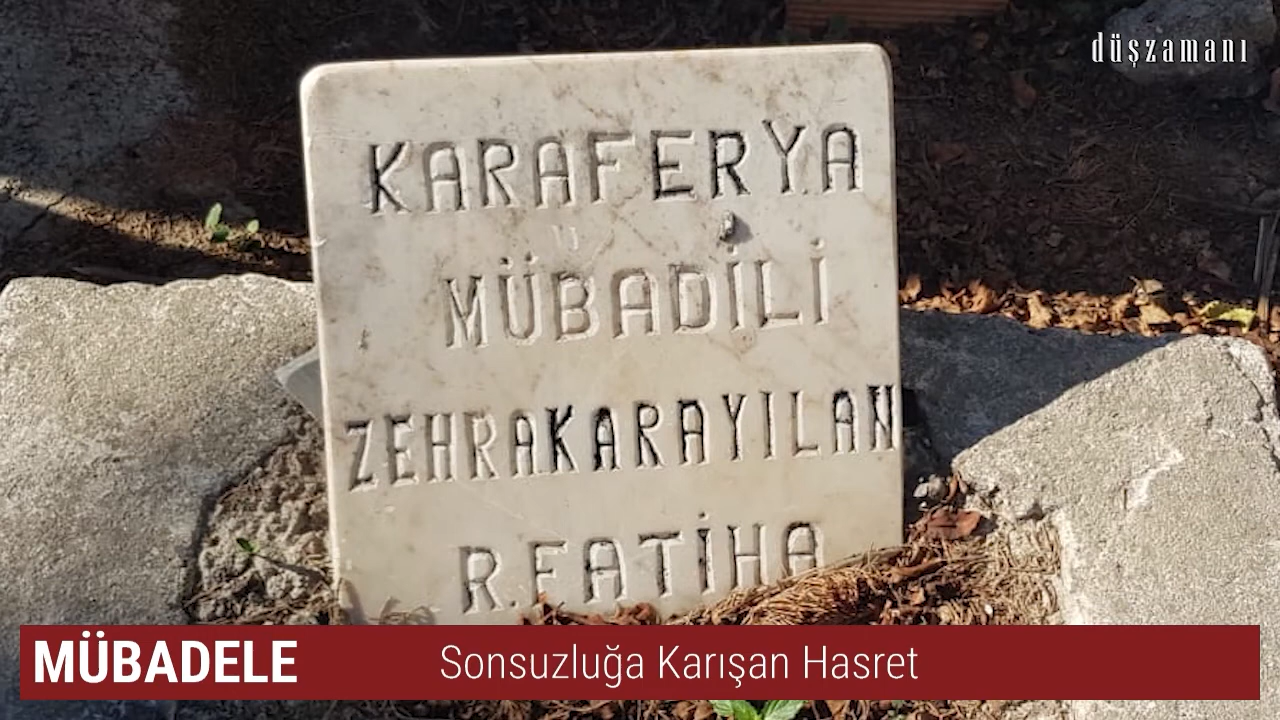 düşzamanı
KARAFERYA
MÜBADİLİ
ZEHRAKARAYILAN
R.FATİHA
MÜBADELE
Sonsuzluğa Karışan Hasret